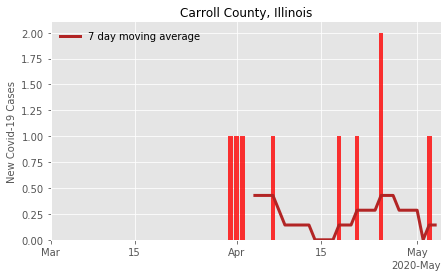 Carroll County, Illinois
7 day moving average
New Covid-19 Cases
2.00
1.75
1.50
1.25
1.00
0.75
0.50
0.25
0.00
Mar 15 Apr 15 May
2020-May